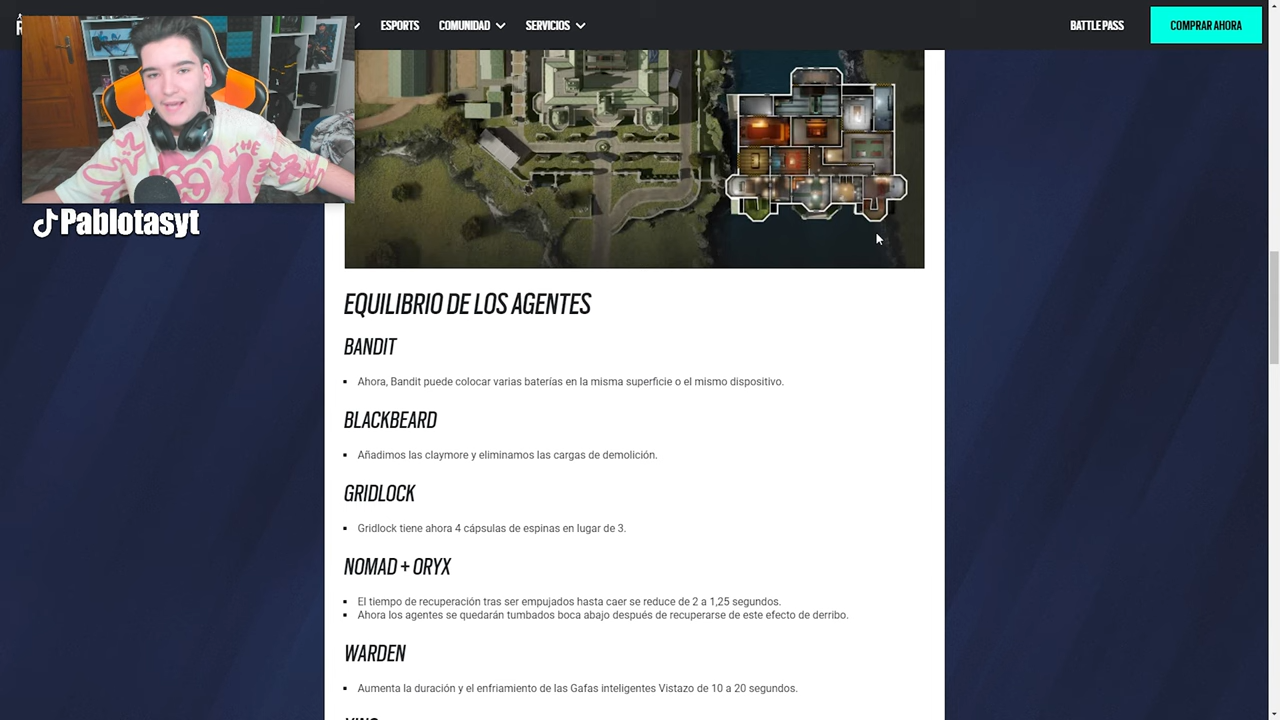 ESPORTS
COMUNIDAD
SERVICIOS
BATTLE PASS
COMPRAR AHORA
Pablotasyt
EQUILIBRIO DE LOS AGENTES
BANDIT
Ahora, Bandit puede colocar varias baterías en la misma superficie o el mismo dispositivo.
BLACKBEARD
Añadimos las claymore y eliminamos las cargas de demolición.
GRIDLOCK
Gridlock tiene ahora 4 cápsulas de espinas en lugar de 3.
NOMAD + ORYX
El tiempo de recuperación tras ser empujados hasta caer se reduce de 2 a 1,25 segundos.
Ahora los agentes se quedarán tumbados boca abajo después de recuperarse de este efecto de derribo.
WARDEN
Aumenta la duración y el enfriamiento de las Gafas inteligentes Vistazo de 10 a 20 segundos.